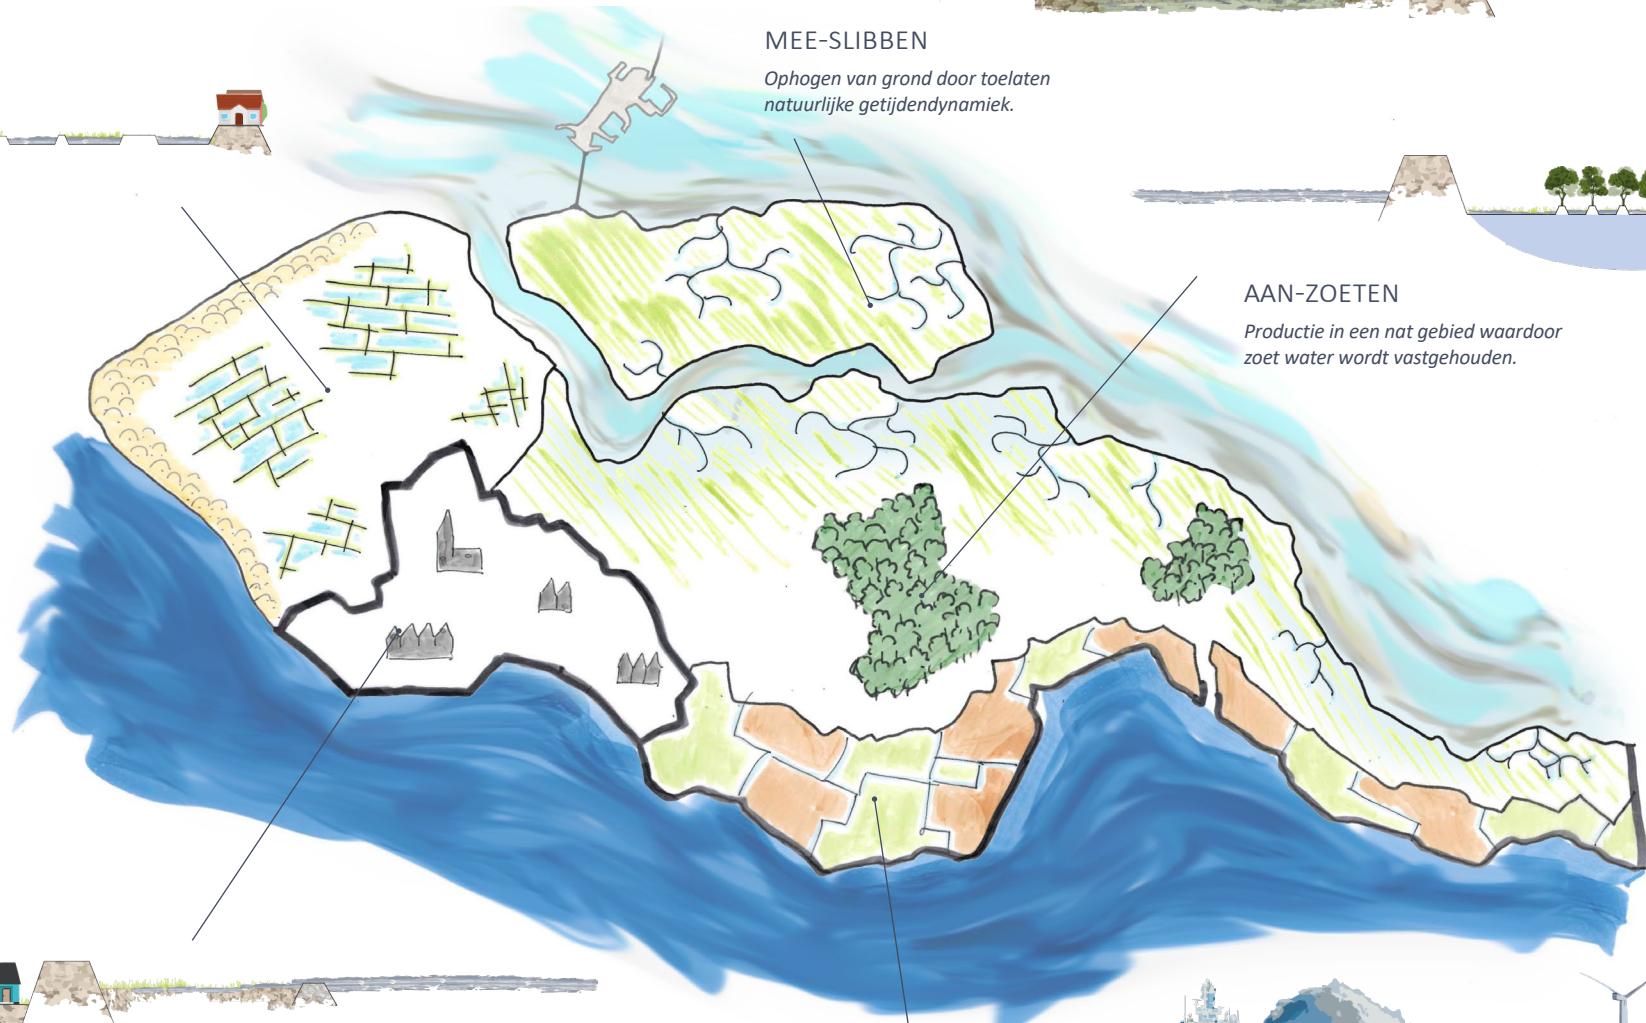 MEE-SLIBBEN
Ophogen van grond door toelaten
natuurlijke getijdendynamiek.
AAN-ZOETEN
Productie in een nat gebied waardoor
zoet water wordt vastgehouden.